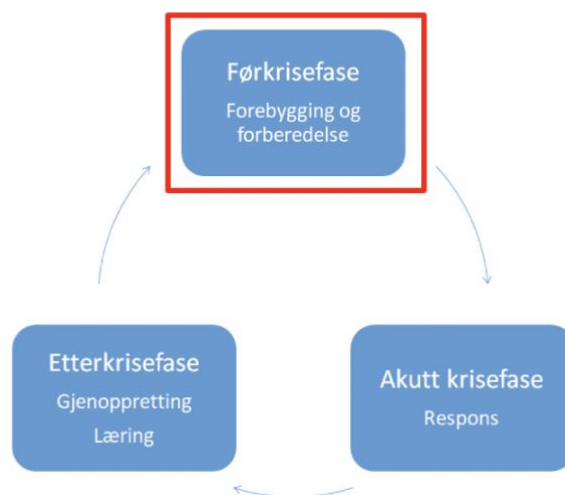 Førkrisefase
Forebygging og
forberedelse
Etterkrisefase
Gjenoppretting
Læring
Akutt krisefase
Respons